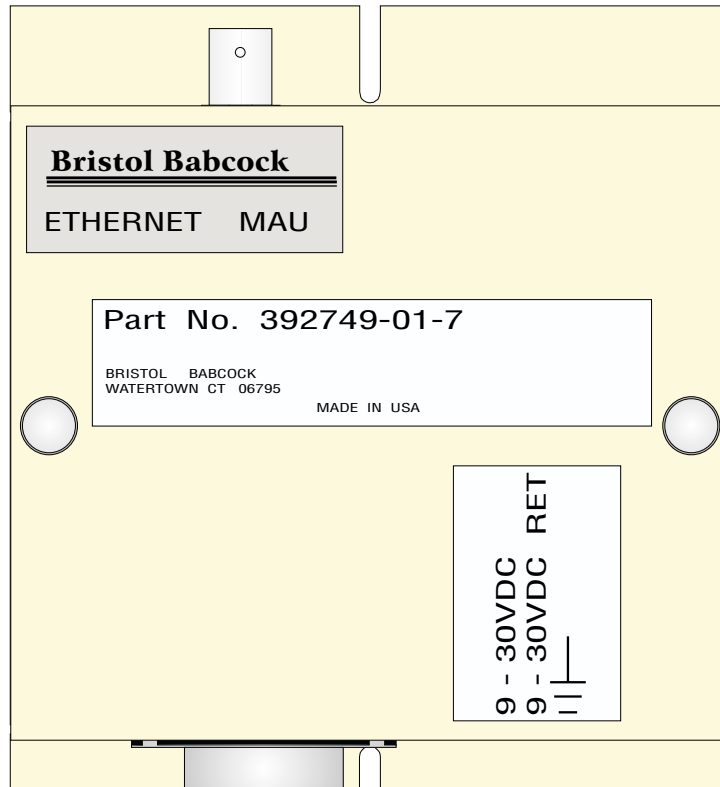 Bristol Babcock
ETHERNET MAU
Part No. 392749-01-7
BRISTOL BABCOCK
WATERTOWN CT 06795
MADE IN USA
9 - 30VDC
9 - 30VDC RET